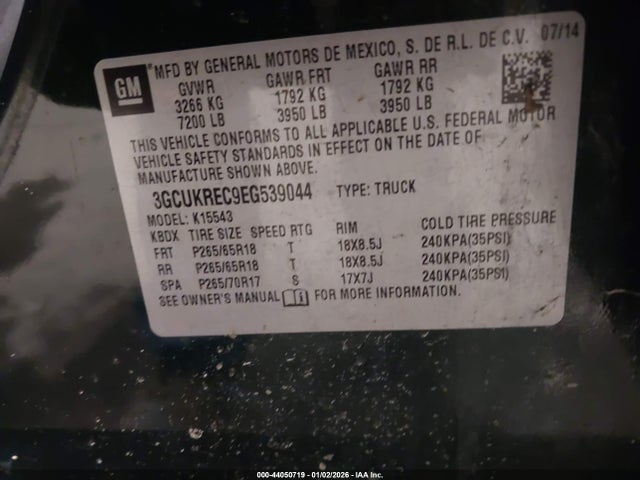 GM
MFD BY GENERAL MOTORS DE MEXICO, S. DE R.L. DE C.V. 07/14
GVWR GAWR FRT GAWR RR
3266 KG 1792 KG 1792 KG
7200 LB 3950 LB 3950 LB
THIS VEHICLE CONFORMS TO ALL APPLICABLE U.S. FEDERAL MOTOR
VEHICLE SAFETY STANDARDS IN EFFECT ON THE DATE OF
MANUFACTURE SHOWN ABOVE.
3GCUKREC9EG539044 TYPE: TRUCK
MODEL: K15543
KBDX TIRE SIZE SPEED RTG RIM COLD TIRE PRESSURE
FRT P265/65R18 T 18X8.5J 240KPA(35PSI)
RR P265/65R18 T 18X8.5J 240KPA(35PSI)
SPA P265/70R17 S 17X7J 240KPA(35PSI)
SEE OWNER'S MANUAL FOR MORE INFORMATION.
000-44050719 - 01/02/2026 - IAAI Inc.